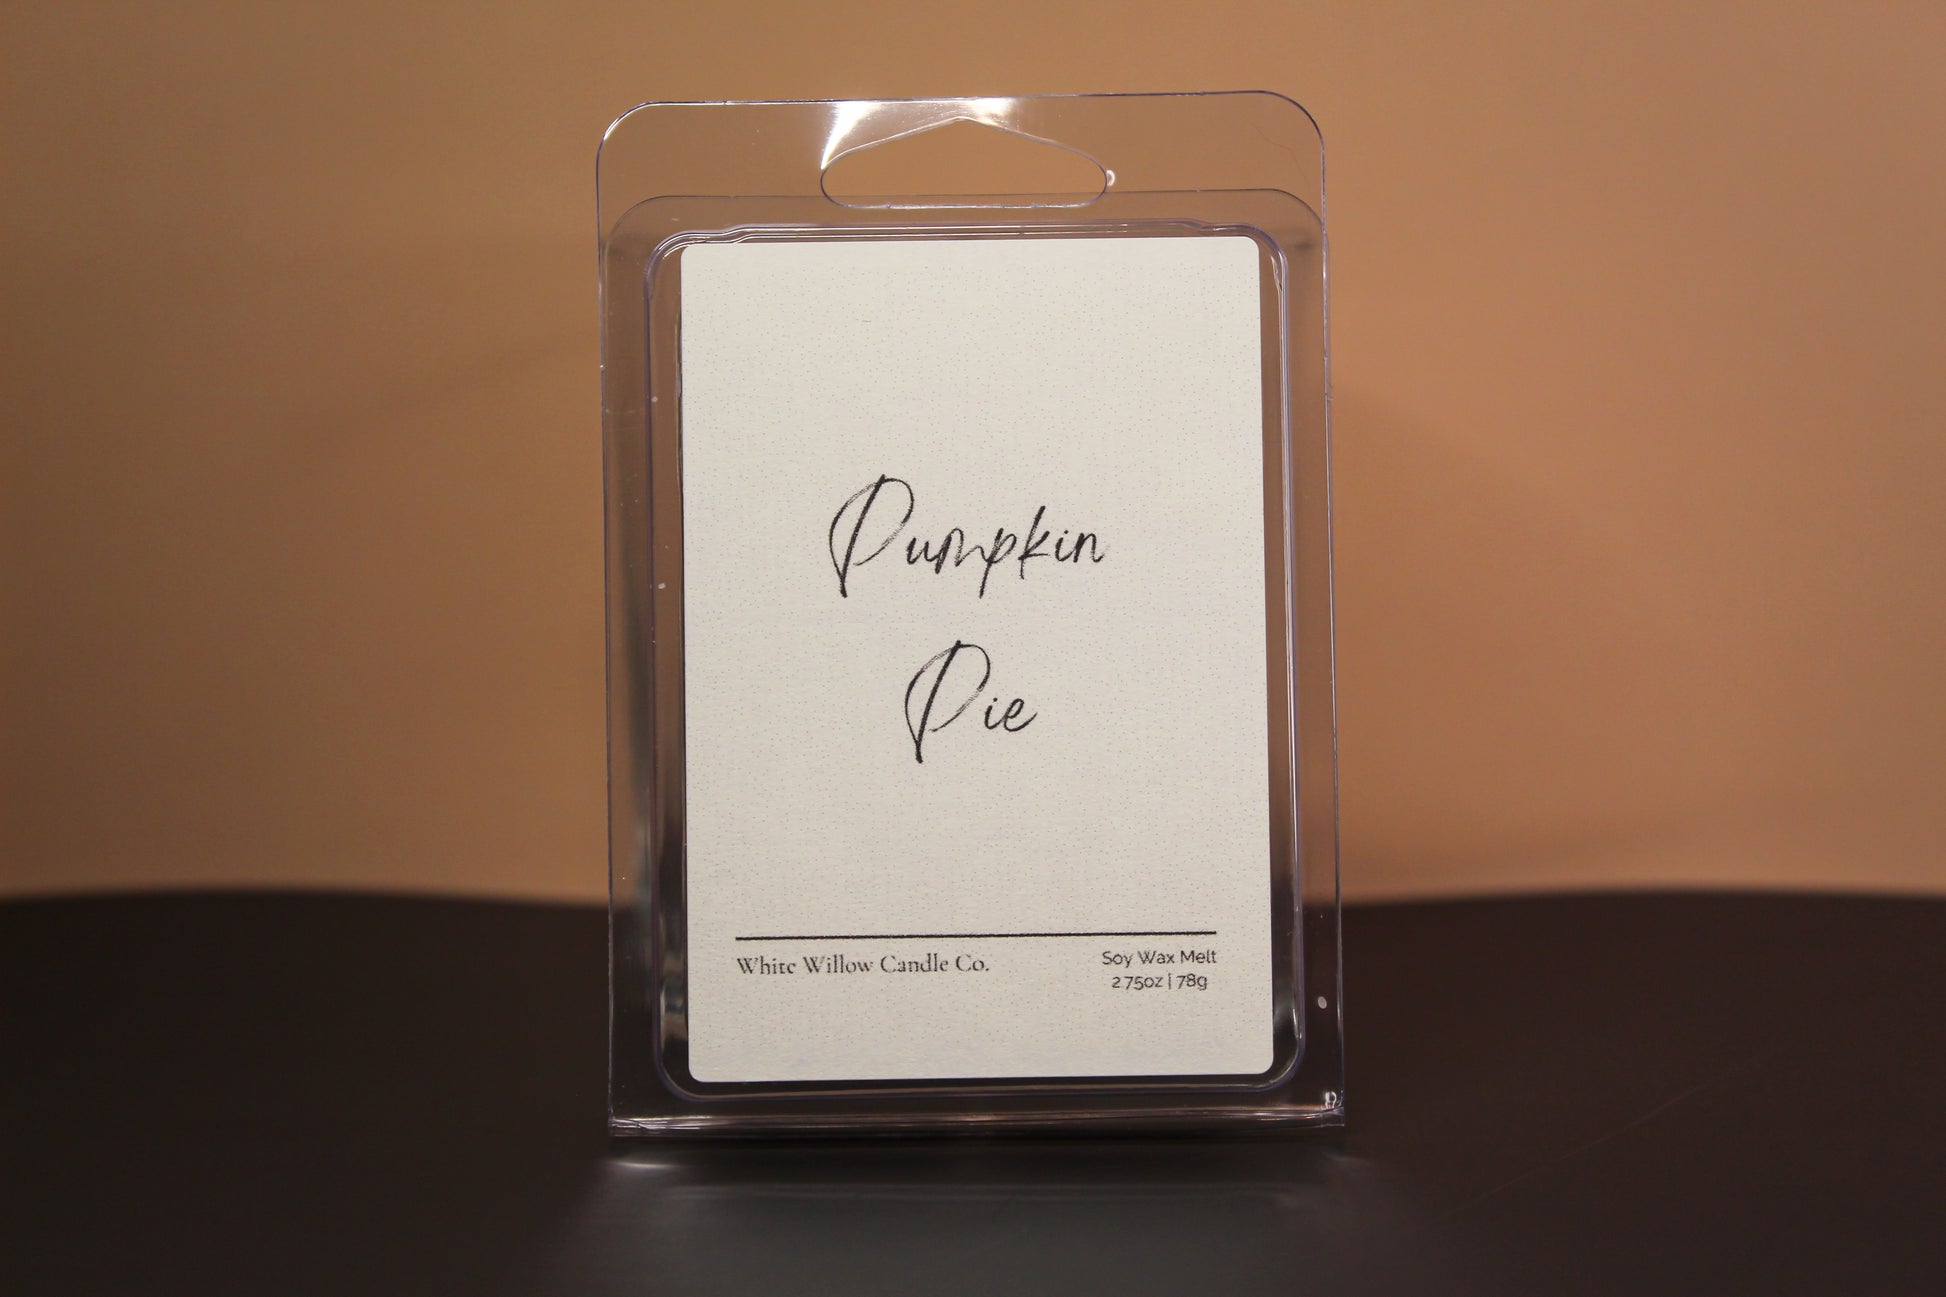 Pumpkin
Pie
White Willow Candle Co.
Soy Wax Melt
2.75oz | 78g